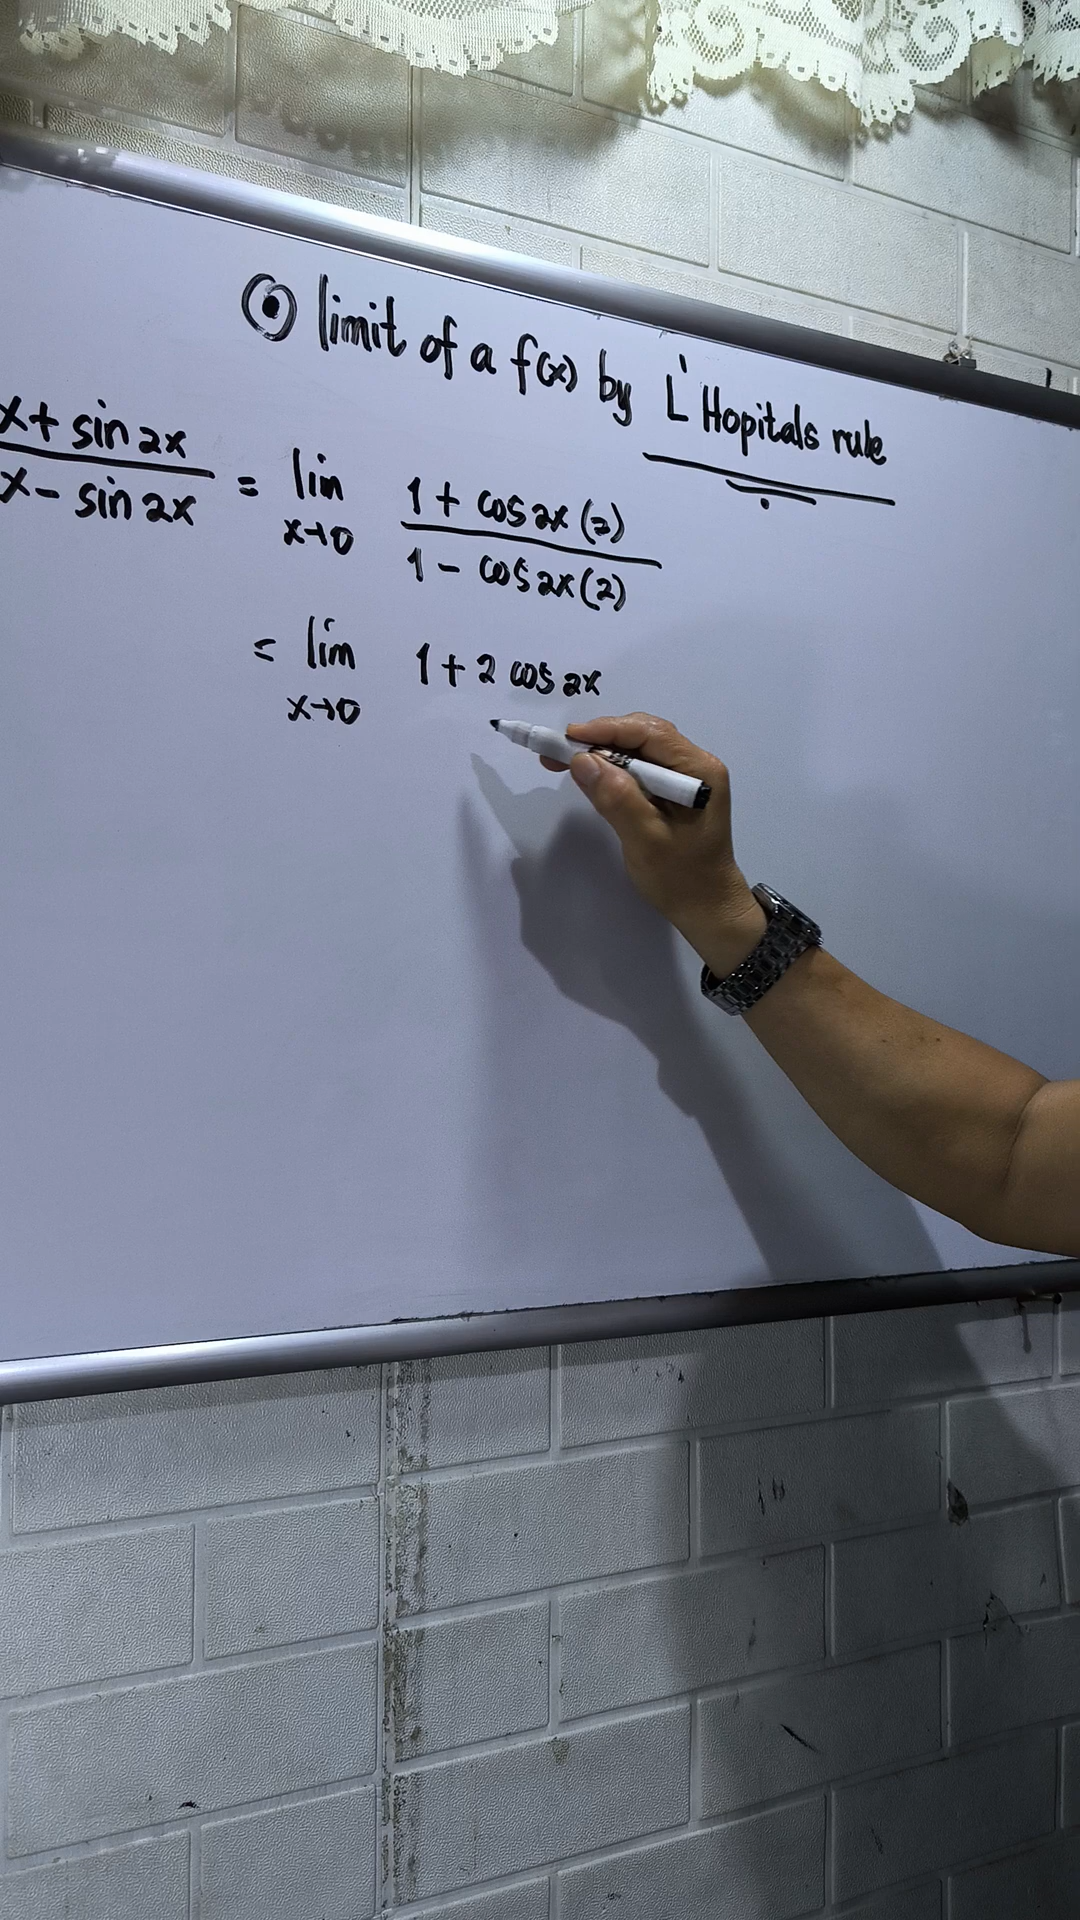 ⊙ limit of a f(x) by L'Hopitals rule
x + sin 2x
x - sin 2x
= lim
x→0
1 + cos 2x (2)
1 - cos 2x (2)
= lim 1 + 2 cos 2x
x→0